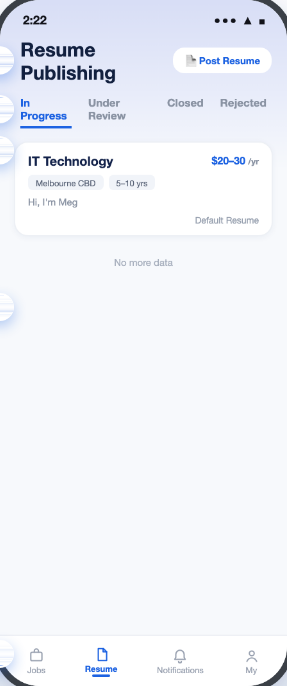 2:22
Resume
Publishing
Post Resume
In
Progress
Under
Review
Closed
Rejected
IT Technology
$20–30 /yr
Melbourne CBD
5–10 yrs
Hi, I'm Meg
Default Resume
No more data
Jobs
Resume
Notifications
My